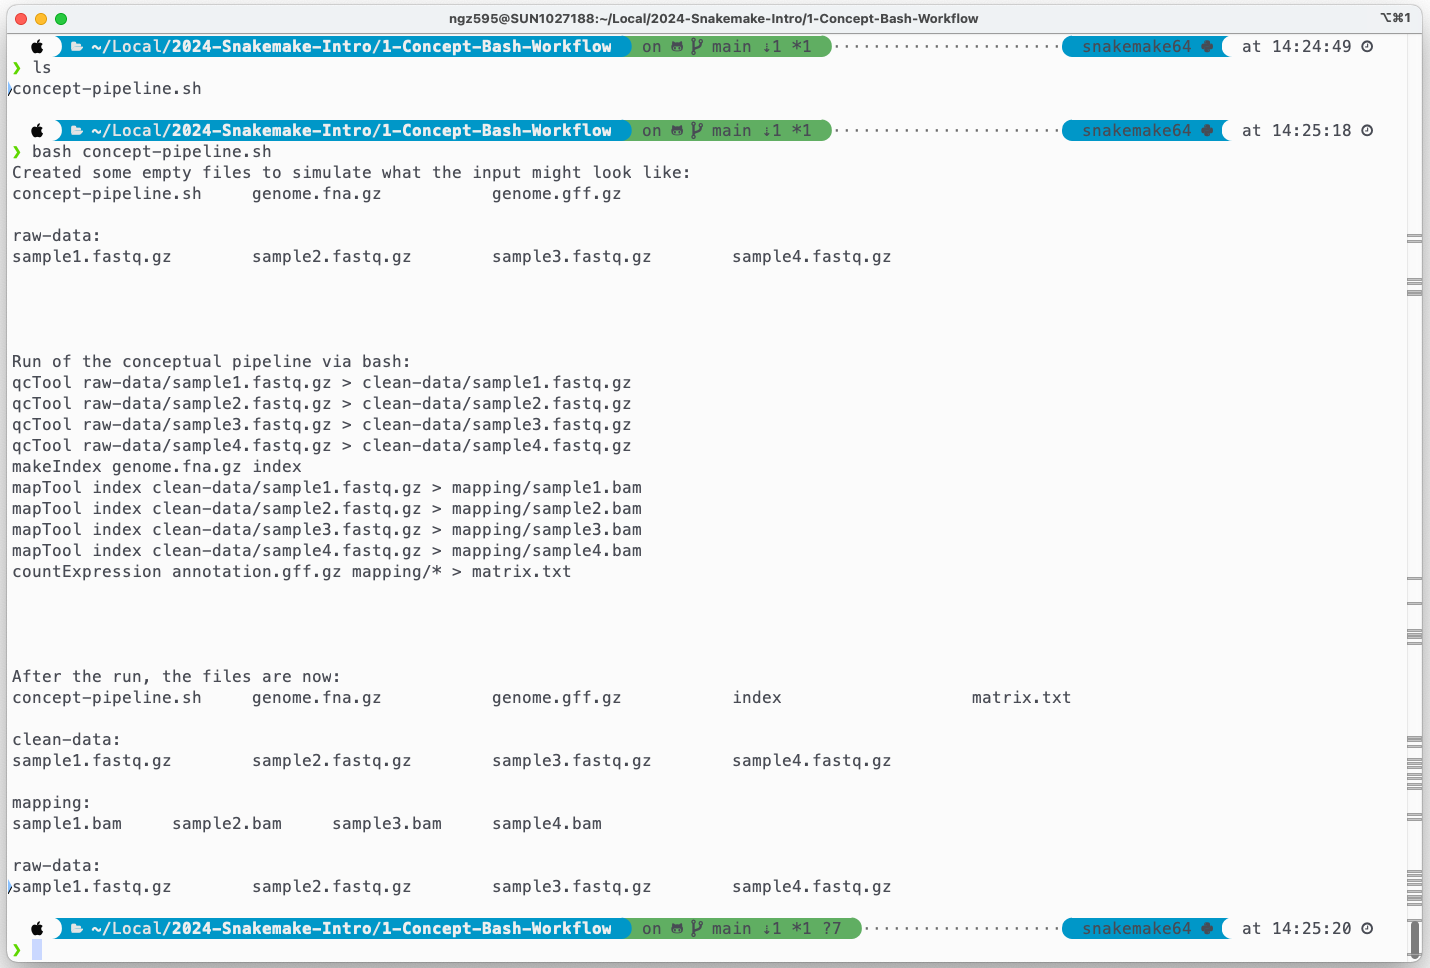 ngz595@SUN1027188:~/Local/2024-Snakemake-Intro/1-Concept-Bash-Workflow ⌥⌘1
~/Local/2024-Snakemake-Intro/1-Concept-Bash-Workflow on main ⇣1 *1 snakemake64 at 14:24:49
❯ ls
concept-pipeline.sh
~/Local/2024-Snakemake-Intro/1-Concept-Bash-Workflow on main ⇣1 *1 snakemake64 at 14:25:18
❯ bash concept-pipeline.sh
Created some empty files to simulate what the input might look like:
concept-pipeline.sh genome.fna.gz genome.gff.gz
raw-data:
sample1.fastq.gz sample2.fastq.gz sample3.fastq.gz sample4.fastq.gz
Run of the conceptual pipeline via bash:
qcTool raw-data/sample1.fastq.gz > clean-data/sample1.fastq.gz
qcTool raw-data/sample2.fastq.gz > clean-data/sample2.fastq.gz
qcTool raw-data/sample3.fastq.gz > clean-data/sample3.fastq.gz
qcTool raw-data/sample4.fastq.gz > clean-data/sample4.fastq.gz
makeIndex genome.fna.gz index
mapTool index clean-data/sample1.fastq.gz > mapping/sample1.bam
mapTool index clean-data/sample2.fastq.gz > mapping/sample2.bam
mapTool index clean-data/sample3.fastq.gz > mapping/sample3.bam
mapTool index clean-data/sample4.fastq.gz > mapping/sample4.bam
countExpression annotation.gff.gz mapping/* > matrix.txt
After the run, the files are now:
concept-pipeline.sh genome.fna.gz genome.gff.gz index matrix.txt
clean-data:
sample1.fastq.gz sample2.fastq.gz sample3.fastq.gz sample4.fastq.gz
mapping:
sample1.bam sample2.bam sample3.bam sample4.bam
raw-data:
sample1.fastq.gz sample2.fastq.gz sample3.fastq.gz sample4.fastq.gz
~/Local/2024-Snakemake-Intro/1-Concept-Bash-Workflow on main ⇣1 *1 ?7 snakemake64 at 14:25:20
❯